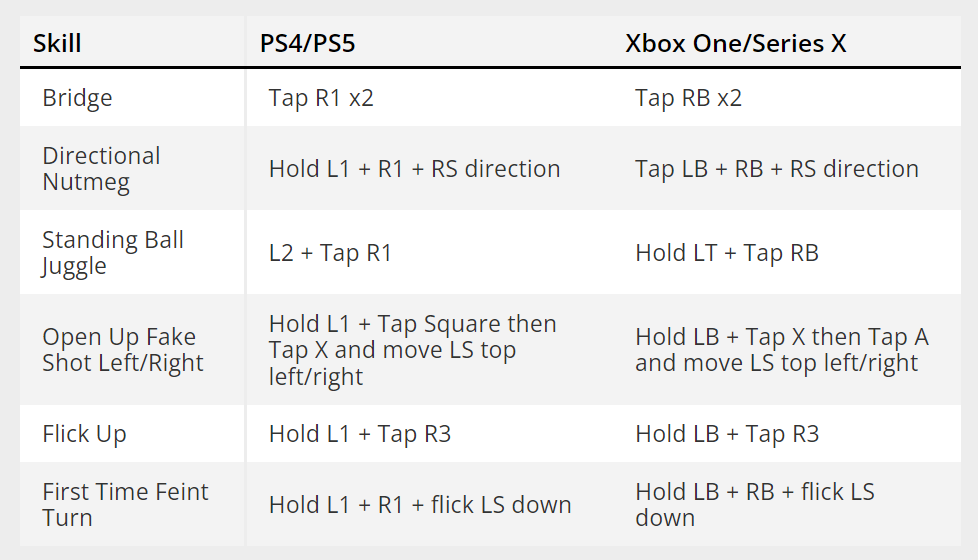 Skill PS4/PS5 Xbox One/Series X
Bridge Tap R1 x2 Tap RB x2
Directional
Nutmeg
Hold L1 + R1 + RS direction
Tap LB + RB + RS direction
Standing Ball
Juggle
L2 + Tap R1
Hold LT + Tap RB
Open Up Fake
Shot Left/Right
Hold L1 + Tap Square then
Tap X and move LS top
left/right
Hold LB + Tap X then Tap A
and move LS top left/right
Flick Up Hold L1 + Tap R3 Hold LB + Tap R3
First Time Feint
Turn
Hold L1 + R1 + flick LS down
Hold LB + RB + flick LS
down